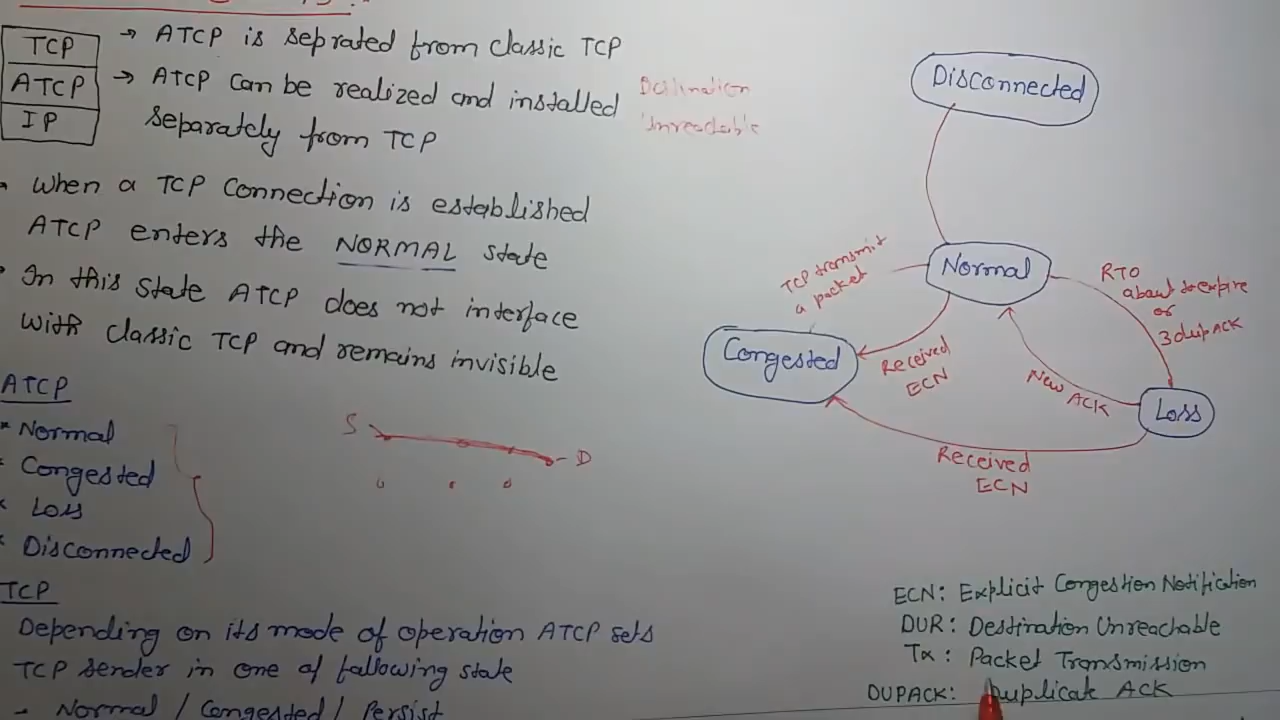 TCP
ATCP
IP
→ ATCP is seprated from classic TCP
→ ATCP can be realized and installed
separately from TCP
Destination
Unreachable
When a TCP Connection is established
ATCP enters the NORMAL state
In this state ATCP does not interface
with classic TCP and remains invisible
ATCP
* Normal
* Congested
* Loss
* Disconnected
S
D
TCP
Depending on its mode of operation ATCP sets
TCP sender in one of following state
- Normal / Congested / Persist
Disconnected
Normal
TCP transmit
a packet
RTO
about to expire
or
3 dup ACK
Congested
Received
ECN
New ACK
Loss
Received
ECN
ECN: Explicit Congestion Notification
DUR: Destination Unreachable
Tx: Packet Transmission
DUPACK: Duplicate ACK